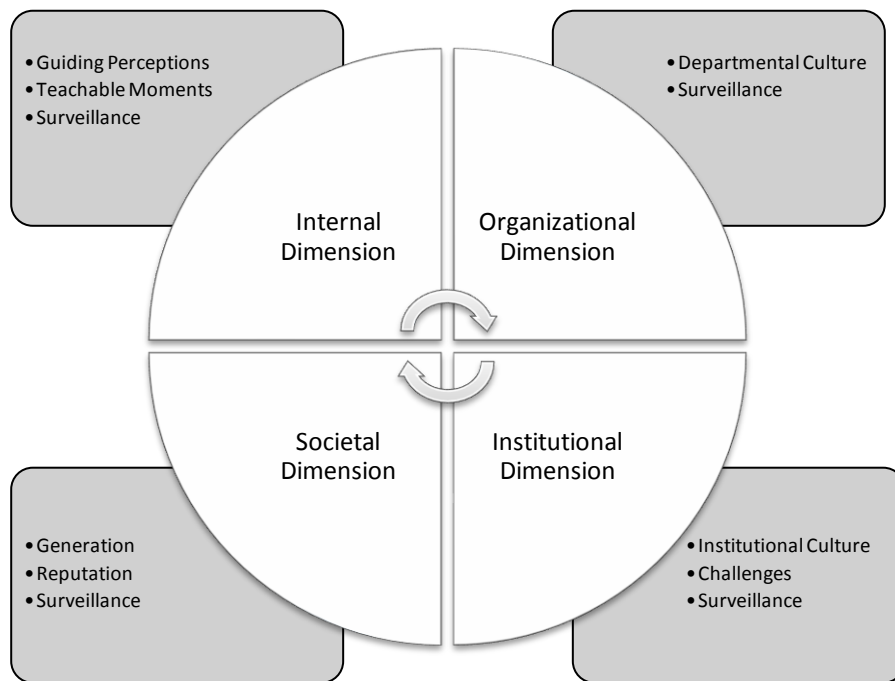 •Guiding Perceptions
•Teachable Moments
•Surveillance
•Departmental Culture
•Surveillance
Internal
Dimension
Organizational
Dimension
Societal
Dimension
Institutional
Dimension
•Generation
•Reputation
•Surveillance
•Institutional Culture
•Challenges
•Surveillance